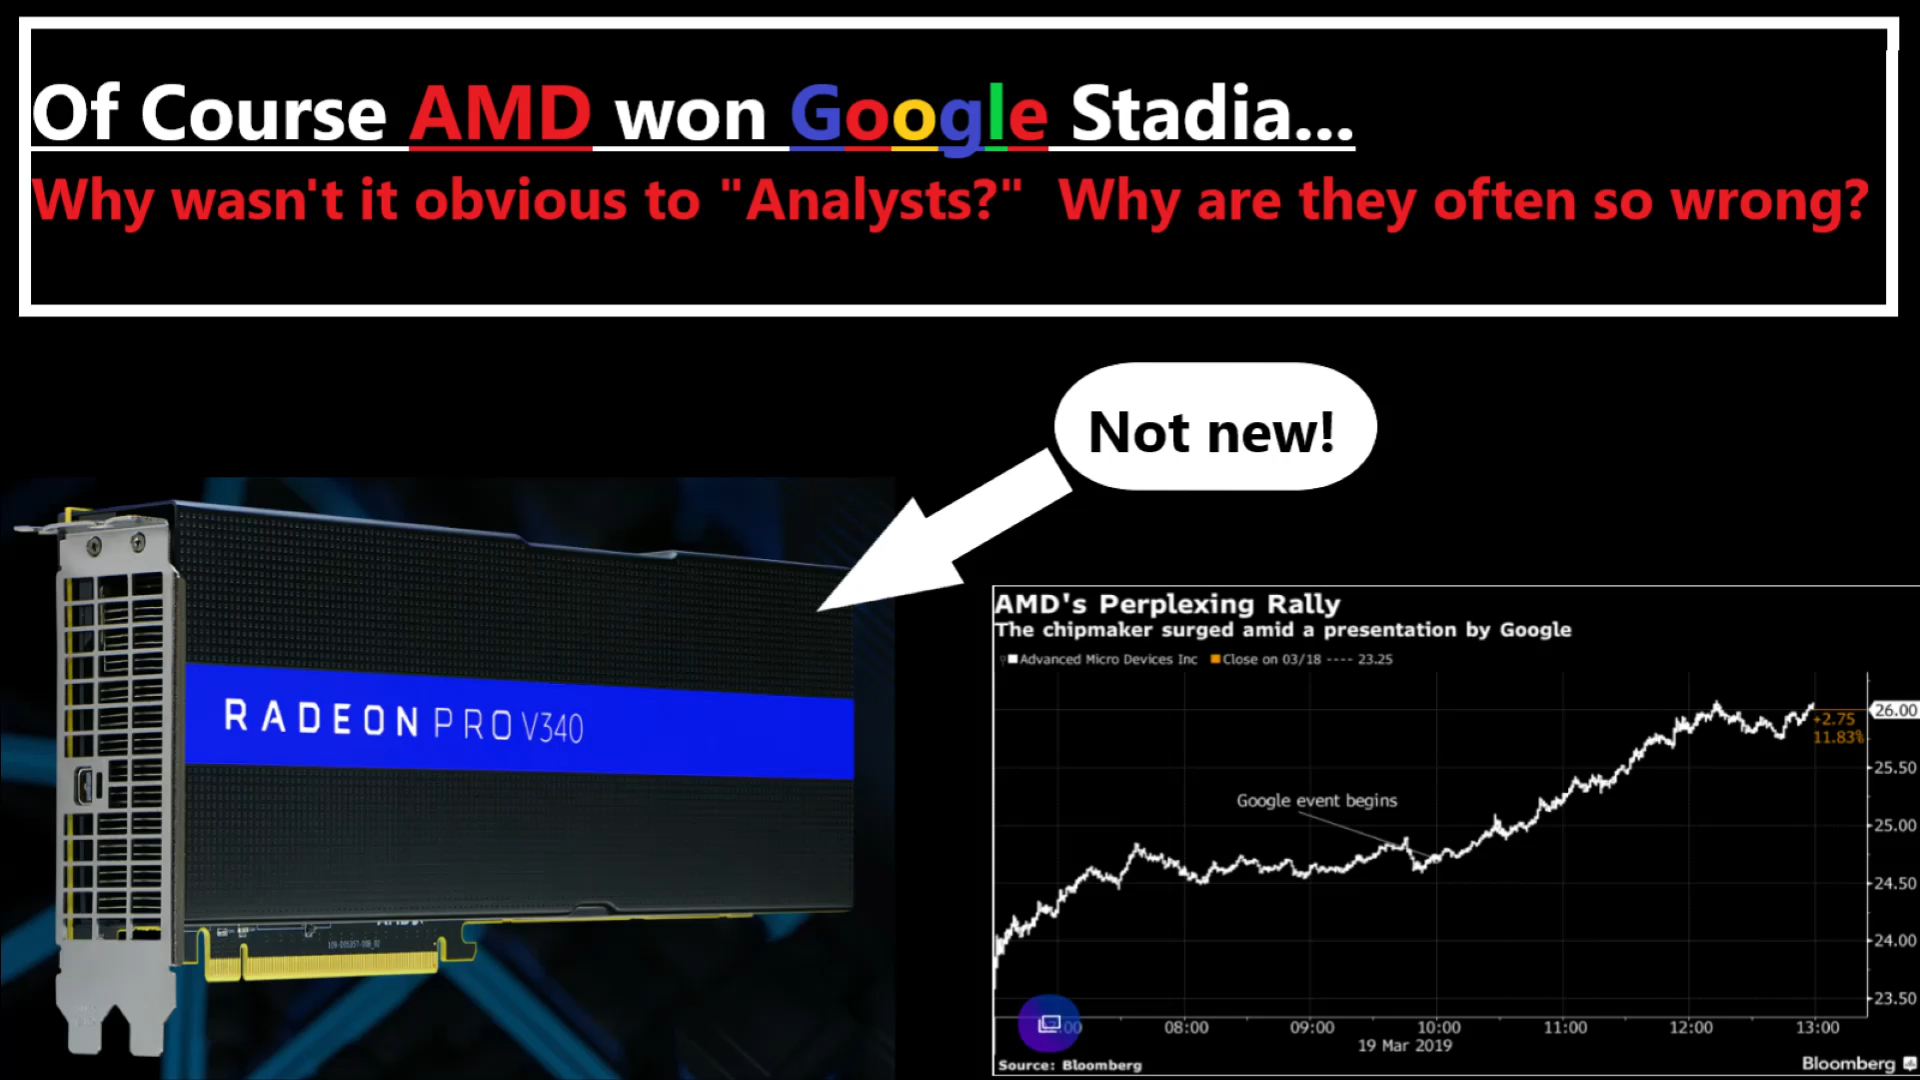 Of Course AMD won Google Stadia...
Why wasn't it obvious to "Analysts?"  Why are they often so wrong?
Not new!
RADEON PRO V340
AMD's Perplexing Rally
The chipmaker surged amid a presentation by Google
Advanced Micro Devices Inc Close on 03/18 ---- 23.25
26.00
+2.75
11.83%
25.50
Google event begins
25.00
24.50
24.00
23.50
08:00 09:00 10:00 11:00 12:00 13:00
19 Mar 2019
Source: Bloomberg
Bloomberg